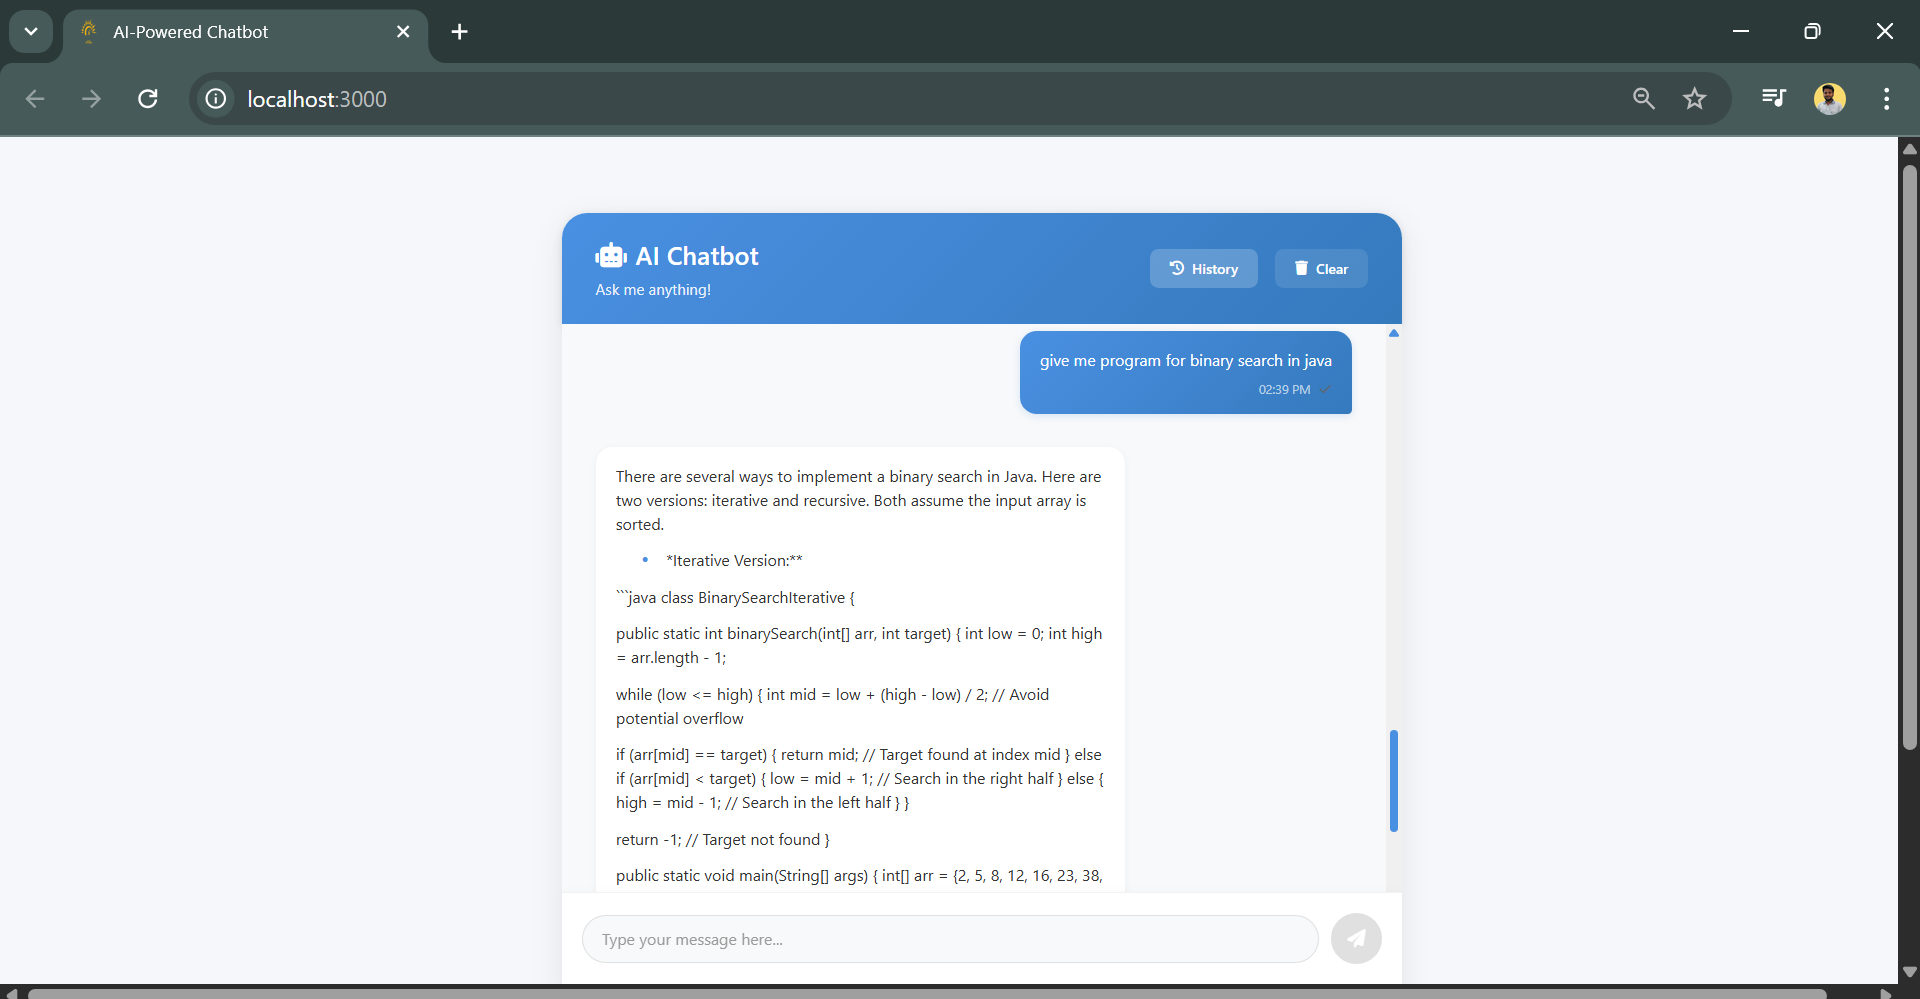 AI-Powered Chatbot
localhost:3000
AI Chatbot
Ask me anything!
History
Clear
give me program for binary search in java
02:39 PM
There are several ways to implement a binary search in Java. Here are
two versions: iterative and recursive. Both assume the input array is
sorted.
• *Iterative Version:**
```java class BinarySearchIterative {
public static int binarySearch(int[] arr, int target) { int low = 0; int high
= arr.length - 1;
while (low <= high) { int mid = low + (high - low) / 2; // Avoid
potential overflow
if (arr[mid] == target) { return mid; // Target found at index mid } else
if (arr[mid] < target) { low = mid + 1; // Search in the right half } else {
high = mid - 1; // Search in the left half } }
return -1; // Target not found }
public static void main(String[] args) { int[] arr = {2, 5, 8, 12, 16, 23, 38,
Type your message here...